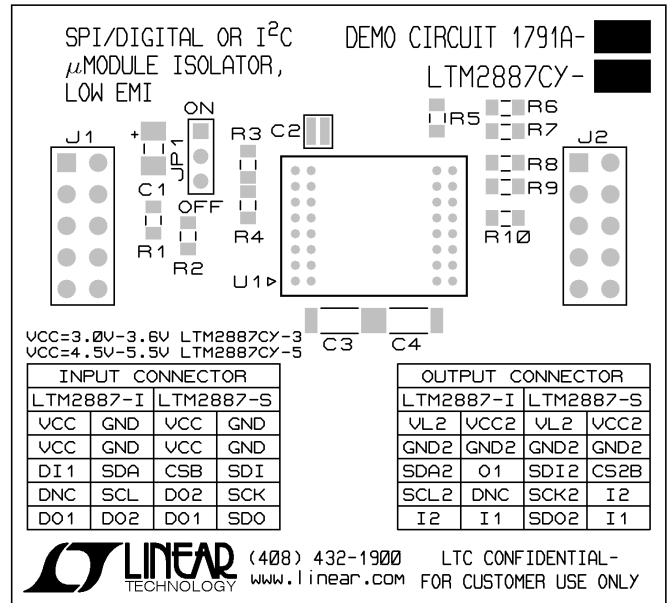 SPI/DIGITAL OR I²C
µMODULE ISOLATOR,
LOW EMI
DEMO CIRCUIT 1791A-
LTM2887CY-
J1
+
C1
ON
JP1
OFF
R1
R2
R3
R4
C2
U1
R5
R6
R7
R8
R9
R10
J2
C3
C4
VCC=3.0V-3.6V LTM2887CY-3
VCC=4.5V-5.5V LTM2887CY-5
INPUT CONNECTOR
LTM2887-I LTM2887-S
VCC GND VCC GND
VCC GND VCC GND
DI1 SDA CSB SDI
DNC SCL DO2 SCK
DO1 DO2 DO1 SDO
OUTPUT CONNECTOR
LTM2887-I LTM2887-S
VL2 VCC2 VL2 VCC2
GND2 GND2 GND2 GND2
SDA2 O1 SDI2 CS2B
SCL2 DNC SCK2 I2
I2 I1 SDO2 I1
LINEAR
TECHNOLOGY
(408) 432-1900
www.linear.com
LTC CONFIDENTIAL-
FOR CUSTOMER USE ONLY